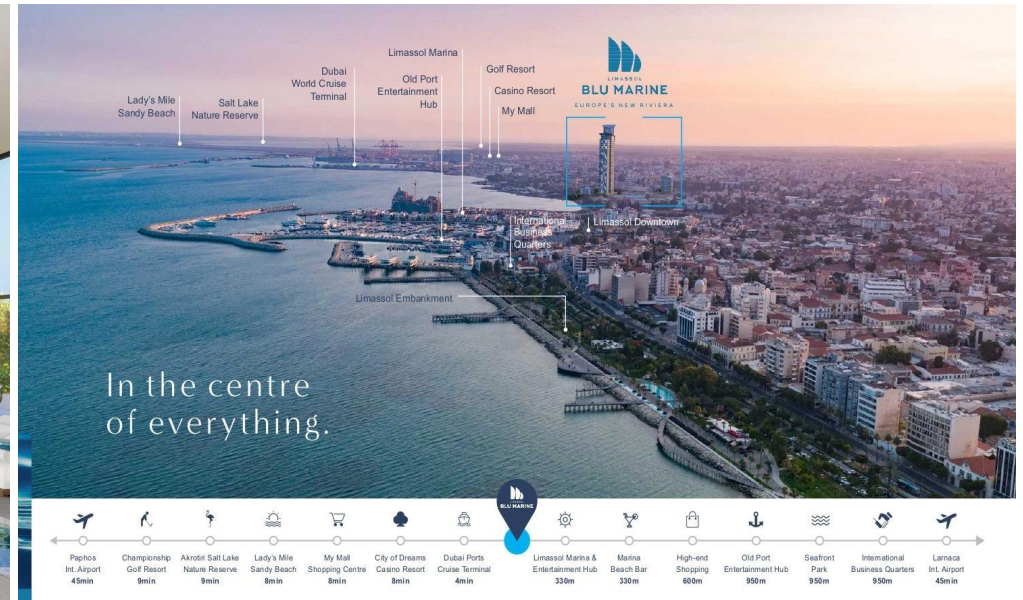 Limassol Marina
Dubai
World Cruise
Terminal
Old Port
Entertainment
Hub
Golf Resort
Casino Resort
My Mall
LIMASSOL
BLU MARINE
EUROPE'S NEW RIVIERA
Lady's Mile
Sandy Beach
Salt Lake
Nature Reserve
International
Business
Quarters
Limassol Downtown
Limassol Embankment
In the centre
of everything.
BLU MARINE
Paphos
Int. Airport
45min
Championship
Golf Resort
9min
Akrotiri Salt Lake
Nature Reserve
9min
Lady's Mile
Sandy Beach
8min
My Mall
Shopping Centre
8min
City of Dreams
Casino Resort
8min
Dubai Ports
Cruise Terminal
4min
Limassol Marina &
Entertainment Hub
330m
Marina
Beach Bar
330m
High-end
Shopping
600m
Old Port
Entertainment Hub
950m
Seafront
Park
950m
International
Business Quarters
950m
Larnaca
Int. Airport
45min